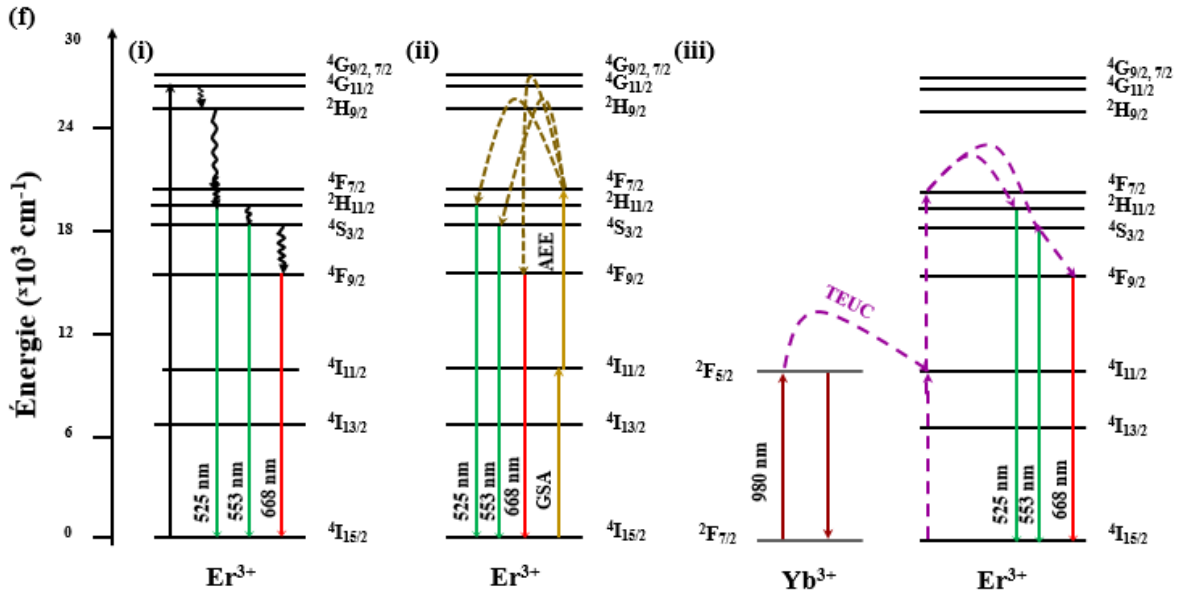 (f)
Énergie (ˣ10³ cm⁻¹)
30
24
18
12
6
0
(i)
⁴G₉/₂, ₇/₂
⁴G₁₁/₂
²H₉/₂
⁴F₇/₂
²H₁₁/₂
⁴S₃/₂
⁴F₉/₂
⁴I₁₁/₂
⁴I₁₃/₂
⁴I₁₅/₂
525 nm
553 nm
668 nm
Er³⁺
(ii)
⁴G₉/₂, ₇/₂
⁴G₁₁/₂
²H₉/₂
⁴F₇/₂
²H₁₁/₂
⁴S₃/₂
⁴F₉/₂
⁴I₁₁/₂
⁴I₁₃/₂
⁴I₁₅/₂
AEE
GSA
525 nm
553 nm
668 nm
Er³⁺
(iii)
TEUC
²F₅/₂
²F₇/₂
980 nm
Yb³⁺
⁴G₉/₂, ₇/₂
⁴G₁₁/₂
²H₉/₂
⁴F₇/₂
²H₁₁/₂
⁴S₃/₂
⁴F₉/₂
⁴I₁₁/₂
⁴I₁₃/₂
⁴I₁₅/₂
525 nm
553 nm
668 nm
Er³⁺